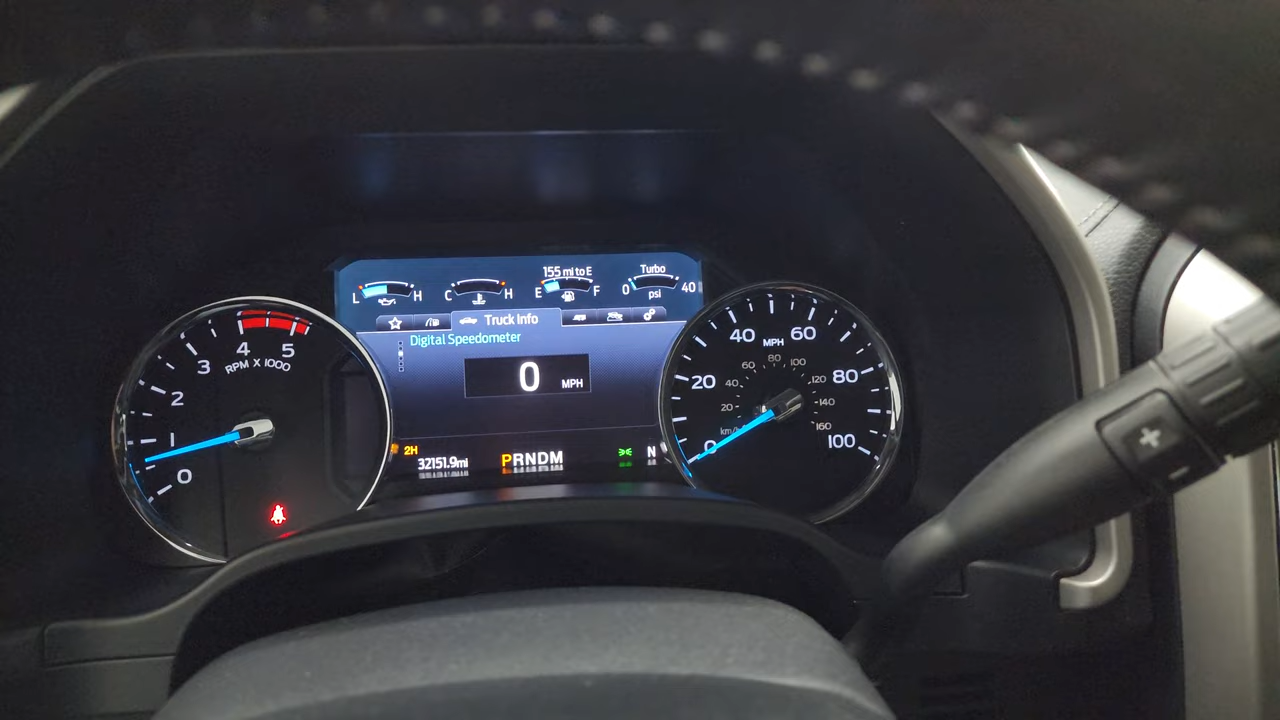 155 mi to E
Turbo
L H C H E F 0 40
psi
Truck Info
Digital Speedometer
0 MPH
2H
32151.9mi PRNDM N
0 1 2 3 4 5
RPM X 1000
0 20 40 60 80 100
MPH
20 40 60 80 100 120 140 160
km/h
+
-